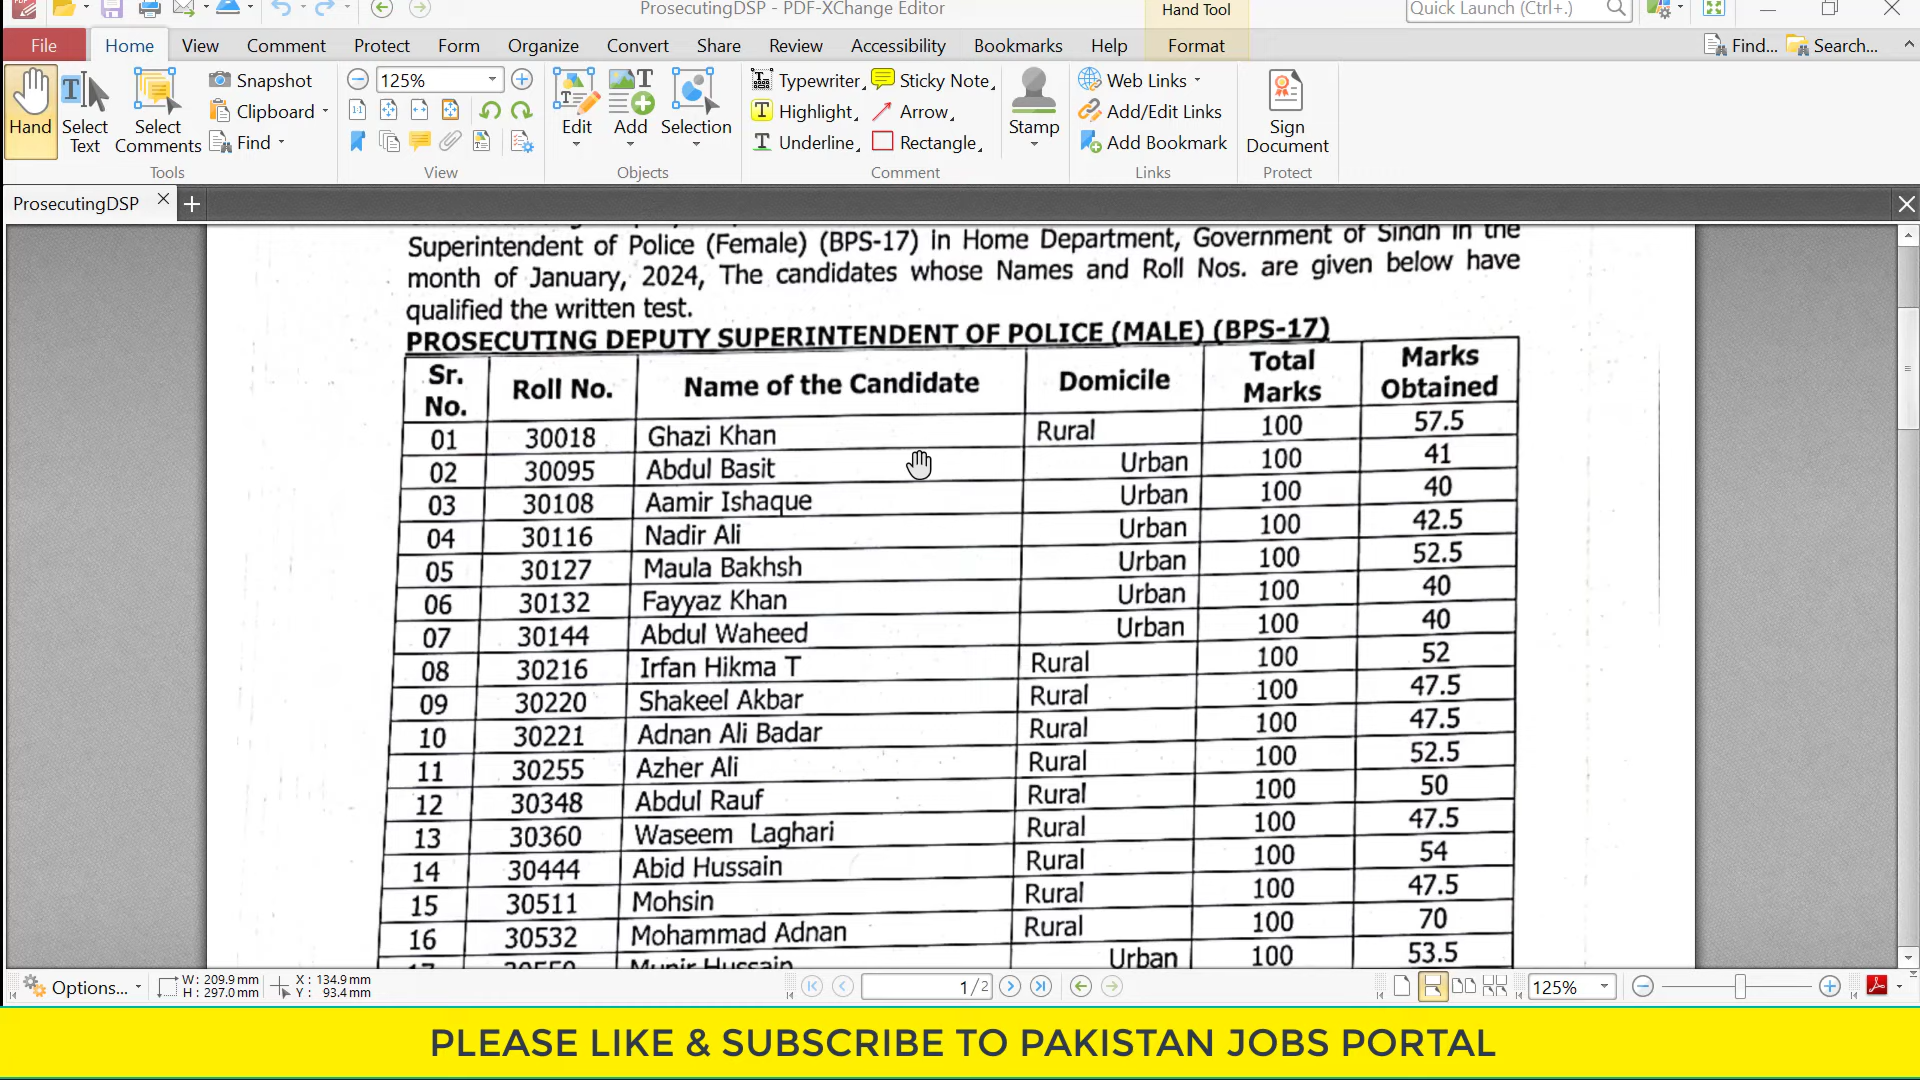 ProsecutingDSP - PDF-XChange Editor
Hand Tool
Quick Launch (Ctrl+.)
File Home View Comment Protect Form Organize Convert Share Review Accessibility Bookmarks Help Format Find... Search...
Hand
Select Text
Select Comments
Snapshot
Clipboard
Find
Tools
125%
View
Edit
Add
Selection
Objects
Typewriter Sticky Note
Highlight Arrow
Underline Rectangle
Stamp
Comment
Web Links
Add/Edit Links
Add Bookmark
Links
Sign Document
Protect
ProsecutingDSP
Superintendent of Police (Female) (BPS-17) in Home Department, Government of Sindh in the
month of January, 2024, The candidates whose Names and Roll Nos. are given below have
qualified the written test.
PROSECUTING DEPUTY SUPERINTENDENT OF POLICE (MALE) (BPS-17)
Sr. No. Roll No. Name of the Candidate Domicile Total Marks Marks Obtained
01 30018 Ghazi Khan Rural 100 57.5
02 30095 Abdul Basit Urban 100 41
03 30108 Aamir Ishaque Urban 100 40
04 30116 Nadir Ali Urban 100 42.5
05 30127 Maula Bakhsh Urban 100 52.5
06 30132 Fayyaz Khan Urban 100 40
07 30144 Abdul Waheed Urban 100 40
08 30216 Irfan Hikma T Rural 100 52
09 30220 Shakeel Akbar Rural 100 47.5
10 30221 Adnan Ali Badar Rural 100 47.5
11 30255 Azher Ali Rural 100 52.5
12 30348 Abdul Rauf Rural 100 50
13 30360 Waseem Laghari Rural 100 47.5
14 30444 Abid Hussain Rural 100 54
15 30511 Mohsin Rural 100 47.5
16 30532 Mohammad Adnan Rural 100 70
Munir Hussain Urban 100 53.5
Options... W: 209.9 mm H: 297.0 mm X: 134.9 mm Y: 93.4 mm 1 / 2 125%
PLEASE LIKE & SUBSCRIBE TO PAKISTAN JOBS PORTAL